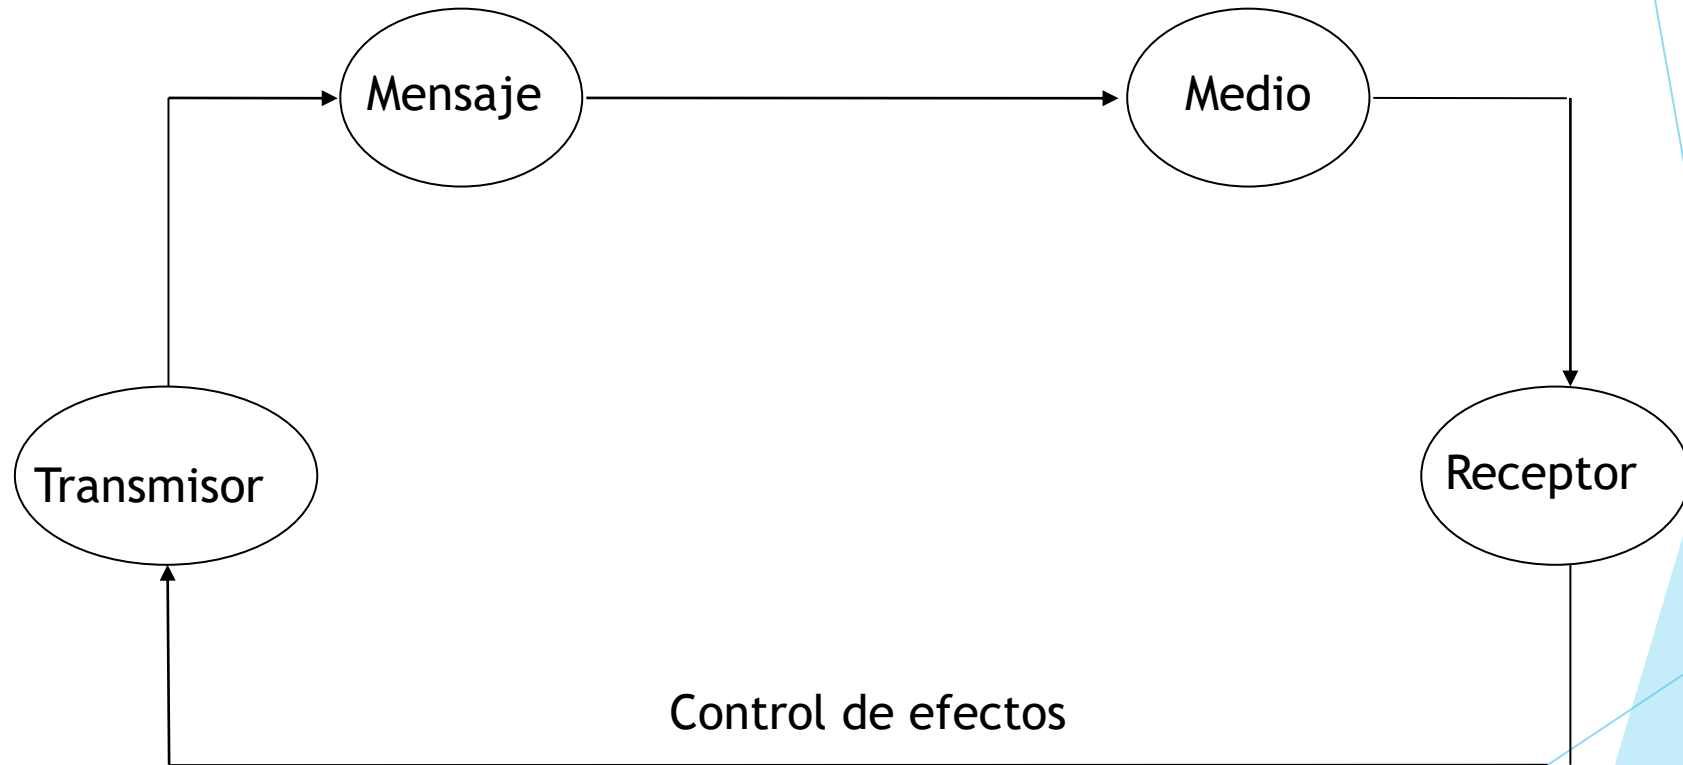 Mensaje
Medio
Transmisor
Receptor
Control de efectos